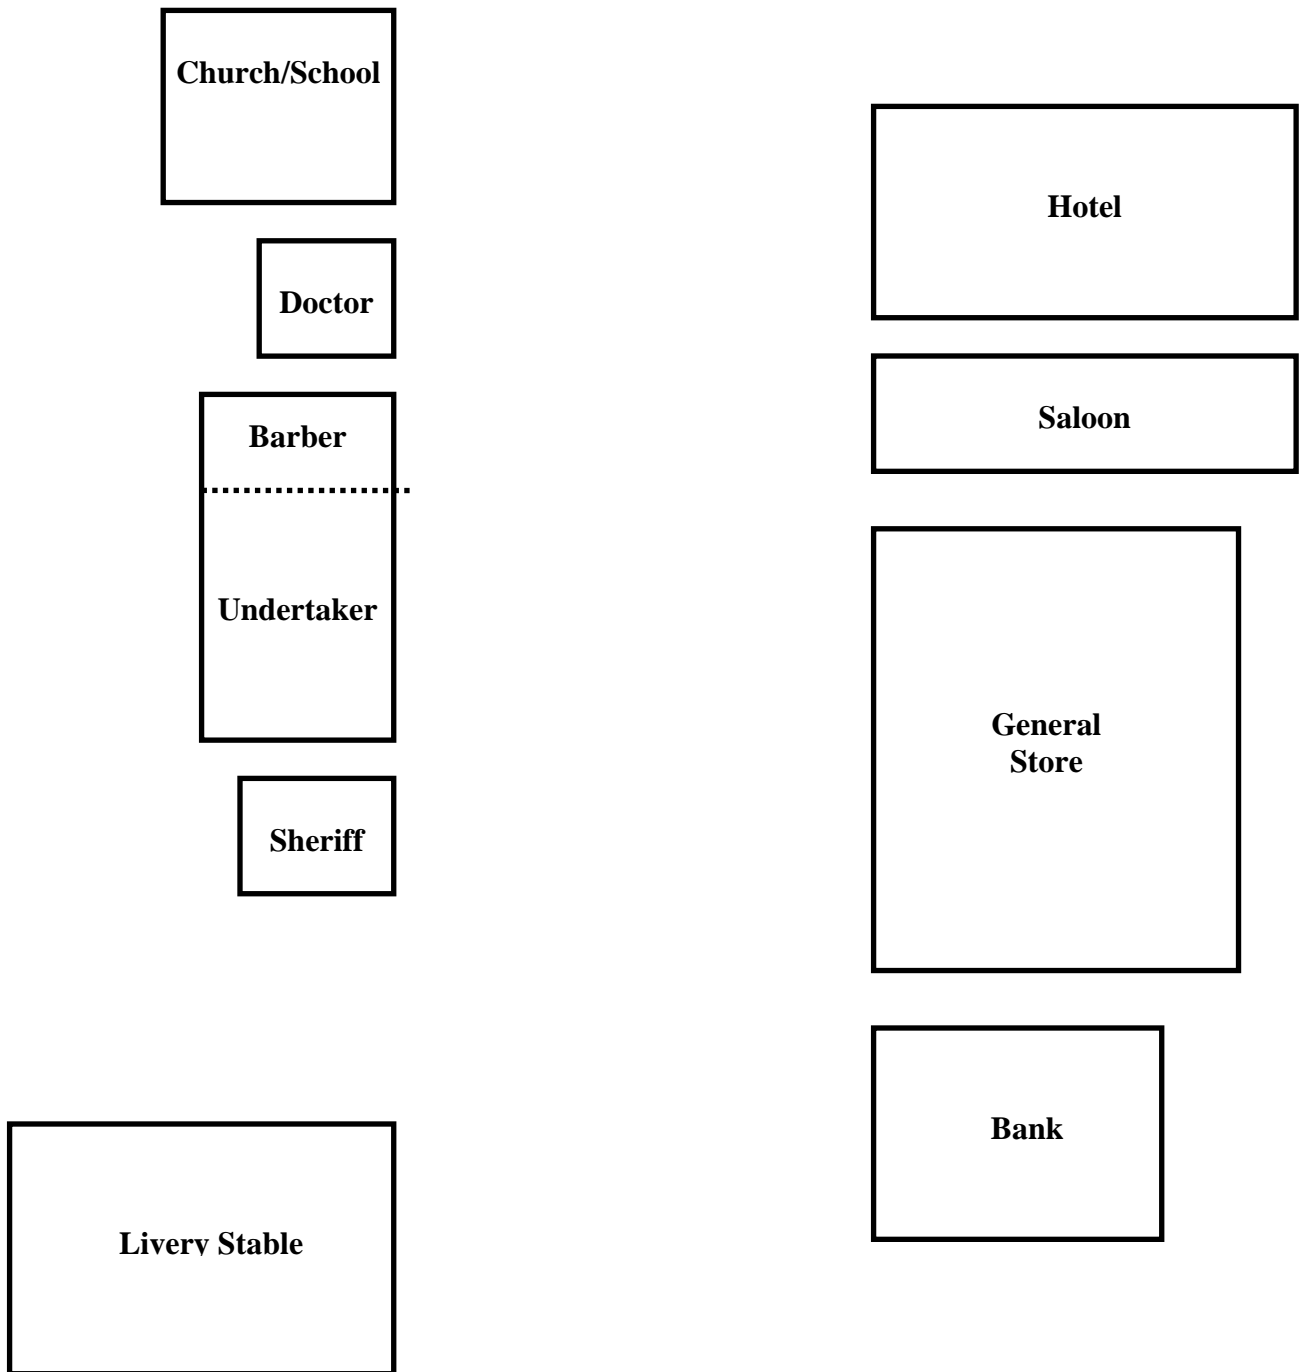 Church/School
Hotel
Doctor
Saloon
Barber
Undertaker
General
Store
Sheriff
Bank
Livery Stable